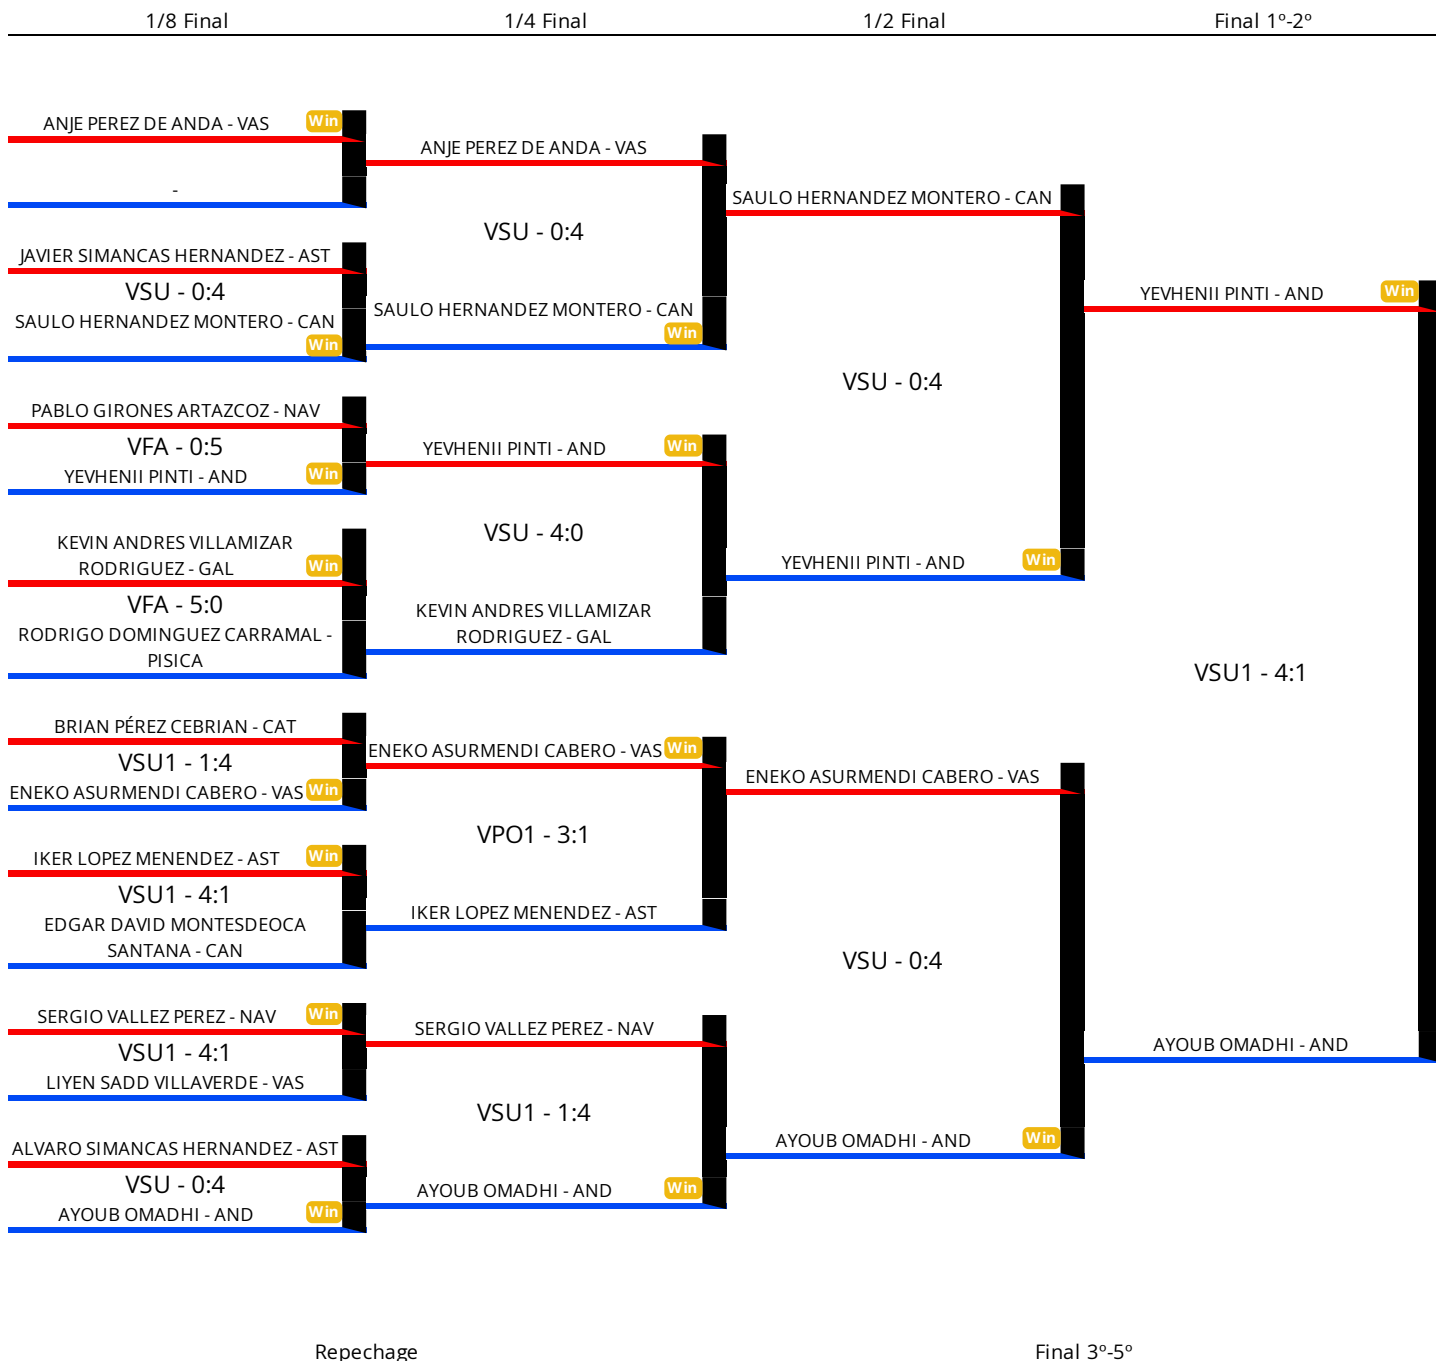 1/8 Final
1/4 Final
1/2 Final
Final 1º-2º
ANJE PEREZ DE ANDA - VAS
Win
-
JAVIER SIMANCAS HERNANDEZ - AST
VSU - 0:4
SAULO HERNANDEZ MONTERO - CAN
Win
PABLO GIRONES ARTAZCOZ - NAV
VFA - 0:5
YEVHENII PINTI - AND
Win
KEVIN ANDRES VILLAMIZAR
RODRIGUEZ - GAL
Win
VFA - 5:0
RODRIGO DOMINGUEZ CARRAMAL -
PISICA
BRIAN PÉREZ CEBRIAN - CAT
VSU1 - 1:4
ENEKO ASURMENDI CABERO - VAS
Win
IKER LOPEZ MENENDEZ - AST
Win
VSU1 - 4:1
EDGAR DAVID MONTESDEOCA
SANTANA - CAN
SERGIO VALLEZ PEREZ - NAV
Win
VSU1 - 4:1
LIYEN SADD VILLAVERDE - VAS
ALVARO SIMANCAS HERNANDEZ - AST
VSU - 0:4
AYOUB OMADHI - AND
Win
ANJE PEREZ DE ANDA - VAS
VSU - 0:4
SAULO HERNANDEZ MONTERO - CAN
Win
YEVHENII PINTI - AND
Win
VSU - 4:0
KEVIN ANDRES VILLAMIZAR
RODRIGUEZ - GAL
ENEKO ASURMENDI CABERO - VAS
Win
VPO1 - 3:1
IKER LOPEZ MENENDEZ - AST
SERGIO VALLEZ PEREZ - NAV
VSU1 - 1:4
AYOUB OMADHI - AND
Win
SAULO HERNANDEZ MONTERO - CAN
VSU - 0:4
YEVHENII PINTI - AND
Win
ENEKO ASURMENDI CABERO - VAS
VSU - 0:4
AYOUB OMADHI - AND
Win
YEVHENII PINTI - AND
Win
VSU1 - 4:1
AYOUB OMADHI - AND
Repechage
Final 3º-5º